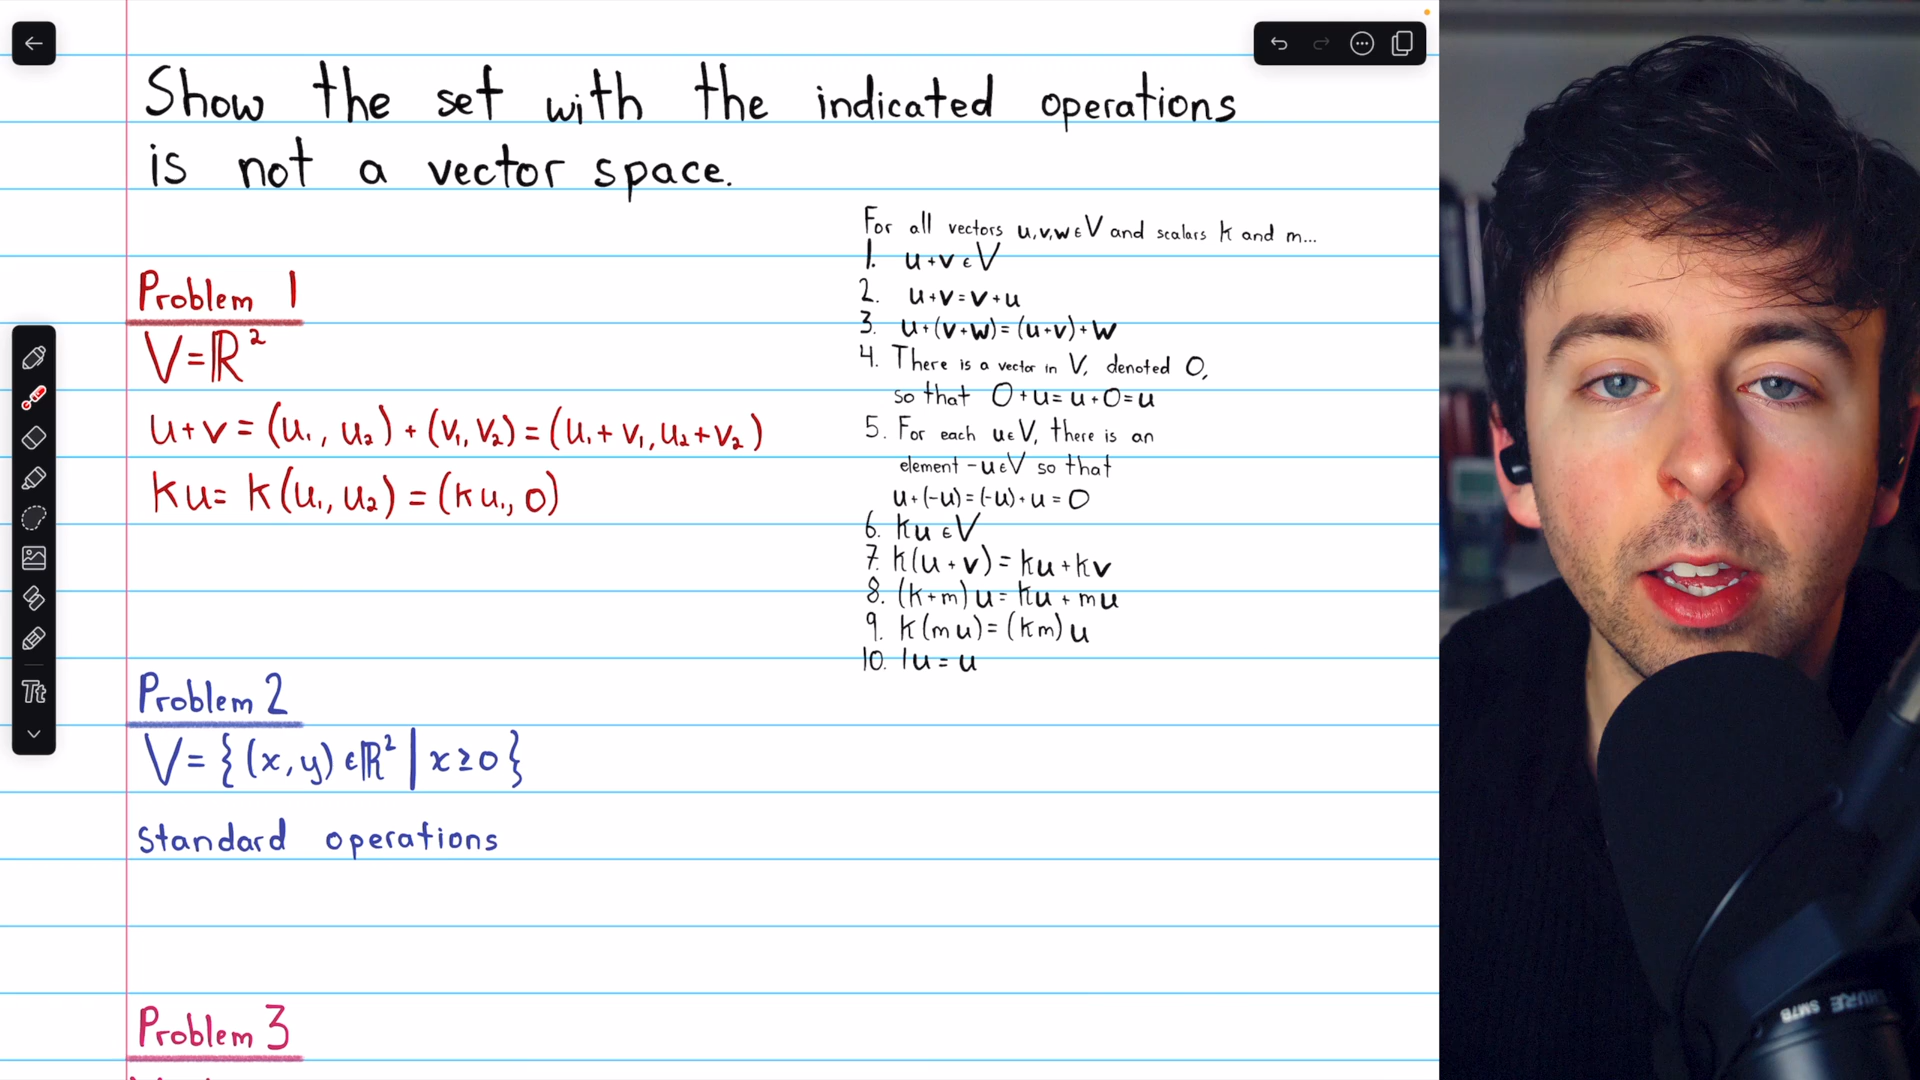 Show the set with the indicated operations
is not a vector space.
For all vectors u,v,w∈V and scalars k and m...
1. u+v∈V
2. u+v=v+u
3. u+(v+w)=(u+v)+w
4. There is a vector in V, denoted 0,
so that 0+u=u+0=u
5. For each u∈V, there is an
element -u∈V so that
u+(-u)=(-u)+u=0
6. ku∈V
7. k(u+v)=ku+kv
8. (k+m)u=ku+mu
9. k(mu)=(km)u
10. 1u=u
Problem 1
V=ℝ²
u+v=(u₁, u₂)+(v₁, v₂)=(u₁+v₁, u₂+v₂)
ku=k(u₁, u₂)=(ku₁, 0)
Problem 2
V={(x,y)∈ℝ²|x≥0}
Standard operations
Problem 3
Tt
SHURE SM7B